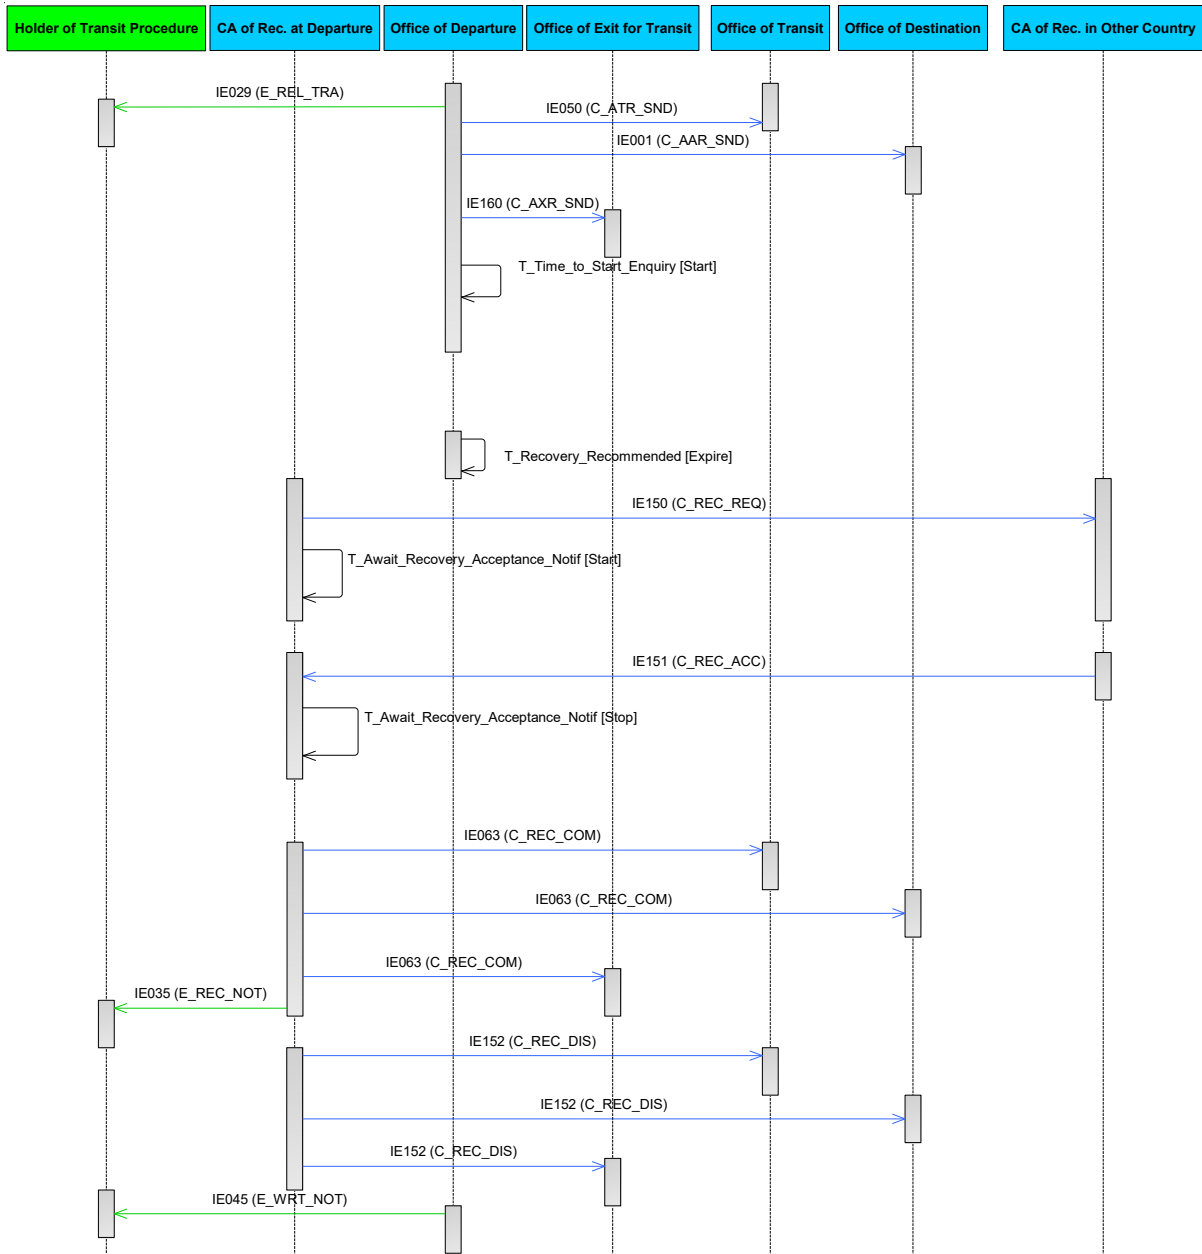 Holder of Transit Procedure
CA of Rec. at Departure
Office of Departure
Office of Exit for Transit
Office of Transit
Office of Destination
CA of Rec. in Other Country
IE029 (E_REL_TRA)
IE050 (C_ATR_SND)
IE001 (C_AAR_SND)
IE160 (C_AXR_SND)
T_Time_to_Start_Enquiry [Start]
T_Recovery_Recommended [Expire]
IE150 (C_REC_REQ)
T_Await_Recovery_Acceptance_Notif [Start]
IE151 (C_REC_ACC)
T_Await_Recovery_Acceptance_Notif [Stop]
IE063 (C_REC_COM)
IE063 (C_REC_COM)
IE063 (C_REC_COM)
IE035 (E_REC_NOT)
IE152 (C_REC_DIS)
IE152 (C_REC_DIS)
IE152 (C_REC_DIS)
IE045 (E_WRT_NOT)